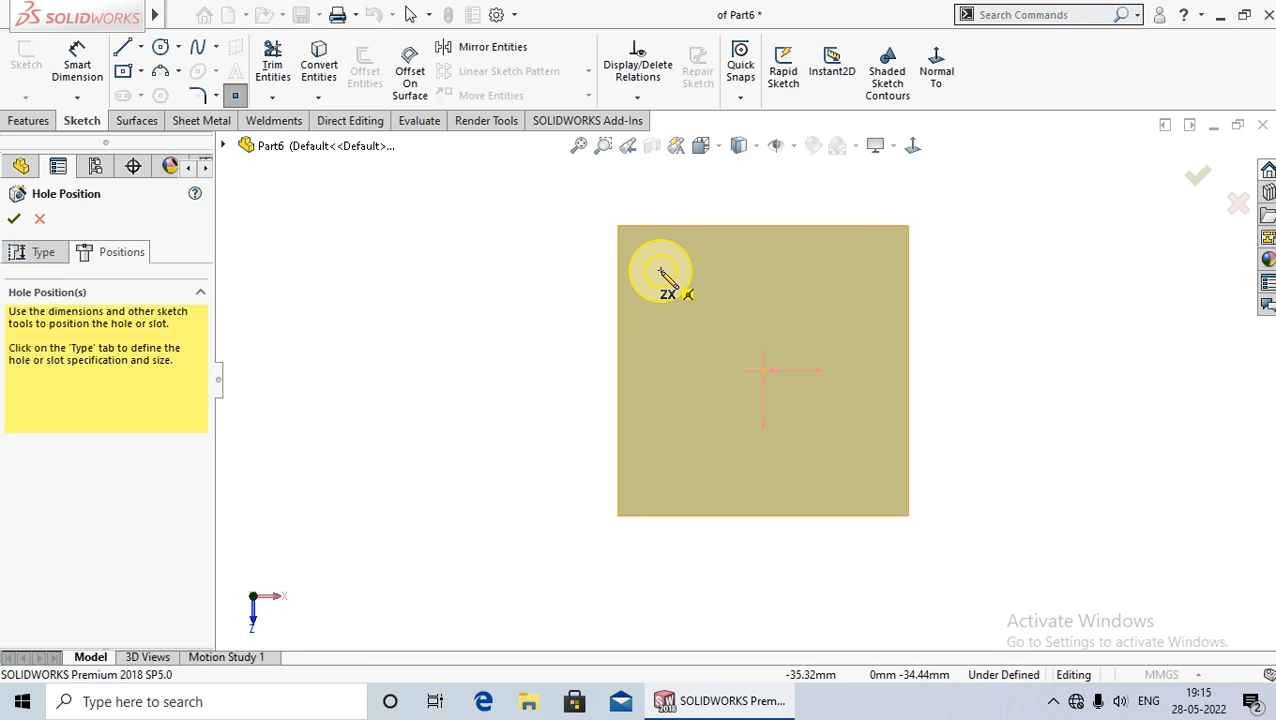 SOLIDWORKS
of Part6 *
Search Commands
Sketch
Smart Dimension
Trim Entities
Convert Entities
Offset Entities
Offset On Surface
Mirror Entities
Linear Sketch Pattern
Move Entities
Display/Delete Relations
Repair Sketch
Quick Snaps
Rapid Sketch
Instant2D
Shaded Sketch Contours
Normal To
Features
Sketch
Surfaces
Sheet Metal
Weldments
Direct Editing
Evaluate
Render Tools
SOLIDWORKS Add-Ins
Part6 (Default<<Default>...
Hole Position
Type
Positions
Hole Position(s)
Use the dimensions and other sketch
tools to position the hole or slot.
Click on the 'Type' tab to define the
hole or slot specification and size.
ZX
X
Z
Activate Windows
Go to Settings to activate Windows.
Model
3D Views
Motion Study 1
SOLIDWORKS Premium 2018 SP5.0
-35.32mm
0mm -34.44mm
Under Defined
Editing
MMGS
Type here to search
SOLIDWORKS Prem...
ENG
19:15
28-05-2022
2